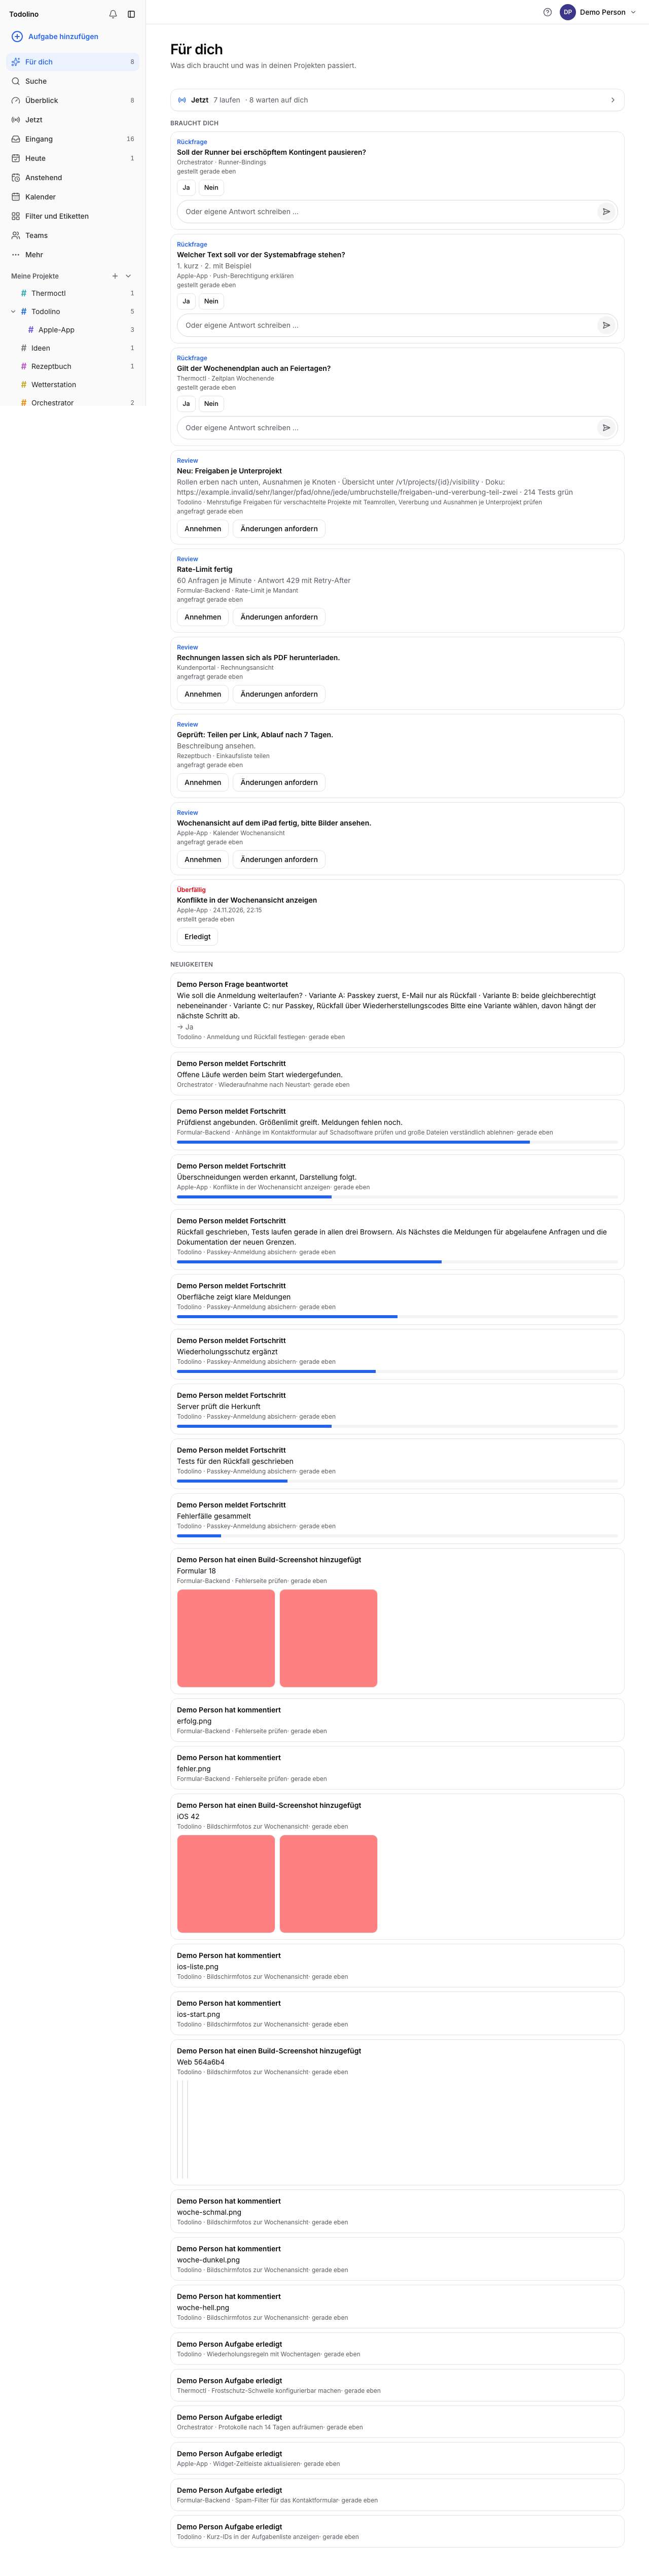 Todolino
Aufgabe hinzufügen
Für dich 8
Suche
Überblick 8
Jetzt
Eingang 16
Heute 1
Anstehend
Kalender
Filter und Etiketten
Teams
Mehr
Meine Projekte
# Thermoctl 1
# Todolino 5
# Apple-App 3
# Ideen 1
# Rezeptbuch 1
# Wetterstation
# Orchestrator 2
DP Demo Person
Für dich
Was dich braucht und was in deinen Projekten passiert.
Jetzt 7 laufen · 8 warten auf dich
BRAUCHT DICH
Rückfrage
Soll der Runner bei erschöpftem Kontingent pausieren?
Orchestrator · Runner-Bindings
gestellt gerade eben
Ja Nein
Oder eigene Antwort schreiben ...
Rückfrage
Welcher Text soll vor der Systemabfrage stehen?
1. kurz · 2. mit Beispiel
Apple-App · Push-Berechtigung erklären
gestellt gerade eben
Ja Nein
Oder eigene Antwort schreiben ...
Rückfrage
Gilt der Wochenendplan auch an Feiertagen?
Thermoctl · Zeitplan Wochenende
gestellt gerade eben
Ja Nein
Oder eigene Antwort schreiben ...
Review
Neu: Freigaben je Unterprojekt
Rollen erben nach unten, Ausnahmen je Knoten · Übersicht unter /v1/projects/{id}/visibility · Doku:
https://example.invalid/sehr/langer/pfad/ohne/jede/umbruchstelle/freigaben-und-vererbung-teil-zwei · 214 Tests grün
Todolino · Mehrstufige Freigaben für verschachtelte Projekte mit Teamrollen, Vererbung und Ausnahmen je Unterprojekt prüfen
angefragt gerade eben
Annehmen Änderungen anfordern
Review
Rate-Limit fertig
60 Anfragen je Minute · Antwort 429 mit Retry-After
Formular-Backend · Rate-Limit je Mandant
angefragt gerade eben
Annehmen Änderungen anfordern
Review
Rechnungen lassen sich als PDF herunterladen.
Kundenportal · Rechnungsansicht
angefragt gerade eben
Annehmen Änderungen anfordern
Review
Geprüft: Teilen per Link, Ablauf nach 7 Tagen.
Beschreibung ansehen.
Rezeptbuch · Einkaufsliste teilen
angefragt gerade eben
Annehmen Änderungen anfordern
Review
Wochenansicht auf dem iPad fertig, bitte Bilder ansehen.
Apple-App · Kalender Wochenansicht
angefragt gerade eben
Annehmen Änderungen anfordern
Überfällig
Konflikte in der Wochenansicht anzeigen
Apple-App · 24.11.2026, 22:15
erstellt gerade eben
Erledigt
NEUIGKEITEN
Demo Person Frage beantwortet
Wie soll die Anmeldung weiterlaufen? · Variante A: Passkey zuerst, E-Mail nur als Rückfall · Variante B: beide gleichberechtigt
nebeneinander · Variante C: nur Passkey, Rückfall über Wiederherstellungscodes Bitte eine Variante wählen, davon hängt der
nächste Schritt ab.
→ Ja
Todolino · Anmeldung und Rückfall festlegen· gerade eben
Demo Person meldet Fortschritt
Offene Läufe werden beim Start wiedergefunden.
Orchestrator · Wiederaufnahme nach Neustart· gerade eben
Demo Person meldet Fortschritt
Prüfdienst angebunden. Größenlimit greift. Meldungen fehlen noch.
Formular-Backend · Anhänge im Kontaktformular auf Schadsoftware prüfen und große Dateien verständlich ablehnen· gerade eben
Demo Person meldet Fortschritt
Überschneidungen werden erkannt, Darstellung folgt.
Apple-App · Konflikte in der Wochenansicht anzeigen· gerade eben
Demo Person meldet Fortschritt
Rückfall geschrieben, Tests laufen gerade in allen drei Browsern. Als Nächstes die Meldungen für abgelaufene Anfragen und die
Dokumentation der neuen Grenzen.
Todolino · Passkey-Anmeldung absichern· gerade eben
Demo Person meldet Fortschritt
Oberfläche zeigt klare Meldungen
Todolino · Passkey-Anmeldung absichern· gerade eben
Demo Person meldet Fortschritt
Wiederholungsschutz ergänzt
Todolino · Passkey-Anmeldung absichern· gerade eben
Demo Person meldet Fortschritt
Server prüft die Herkunft
Todolino · Passkey-Anmeldung absichern· gerade eben
Demo Person meldet Fortschritt
Tests für den Rückfall geschrieben
Todolino · Passkey-Anmeldung absichern· gerade eben
Demo Person meldet Fortschritt
Fehlerfälle gesammelt
Todolino · Passkey-Anmeldung absichern· gerade eben
Demo Person hat einen Build-Screenshot hinzugefügt
Formular 18
Formular-Backend · Fehlerseite prüfen· gerade eben
Demo Person hat kommentiert
erfolg.png
Formular-Backend · Fehlerseite prüfen· gerade eben
Demo Person hat kommentiert
fehler.png
Formular-Backend · Fehlerseite prüfen· gerade eben
Demo Person hat einen Build-Screenshot hinzugefügt
iOS 42
Todolino · Bildschirmfotos zur Wochenansicht· gerade eben
Demo Person hat kommentiert
ios-liste.png
Todolino · Bildschirmfotos zur Wochenansicht· gerade eben
Demo Person hat kommentiert
ios-start.png
Todolino · Bildschirmfotos zur Wochenansicht· gerade eben
Demo Person hat einen Build-Screenshot hinzugefügt
Web 564a6b4
Todolino · Bildschirmfotos zur Wochenansicht· gerade eben
Demo Person hat kommentiert
woche-schmal.png
Todolino · Bildschirmfotos zur Wochenansicht· gerade eben
Demo Person hat kommentiert
woche-dunkel.png
Todolino · Bildschirmfotos zur Wochenansicht· gerade eben
Demo Person hat kommentiert
woche-hell.png
Todolino · Bildschirmfotos zur Wochenansicht· gerade eben
Demo Person Aufgabe erledigt
Todolino · Wiederholungsregeln mit Wochentagen· gerade eben
Demo Person Aufgabe erledigt
Thermoctl · Frostschutz-Schwelle konfigurierbar machen· gerade eben
Demo Person Aufgabe erledigt
Orchestrator · Protokolle nach 14 Tagen aufräumen· gerade eben
Demo Person Aufgabe erledigt
Apple-App · Widget-Zeitleiste aktualisieren· gerade eben
Demo Person Aufgabe erledigt
Formular-Backend · Spam-Filter für das Kontaktformular· gerade eben
Demo Person Aufgabe erledigt
Todolino · Kurz-IDs in der Aufgabenliste anzeigen· gerade eben